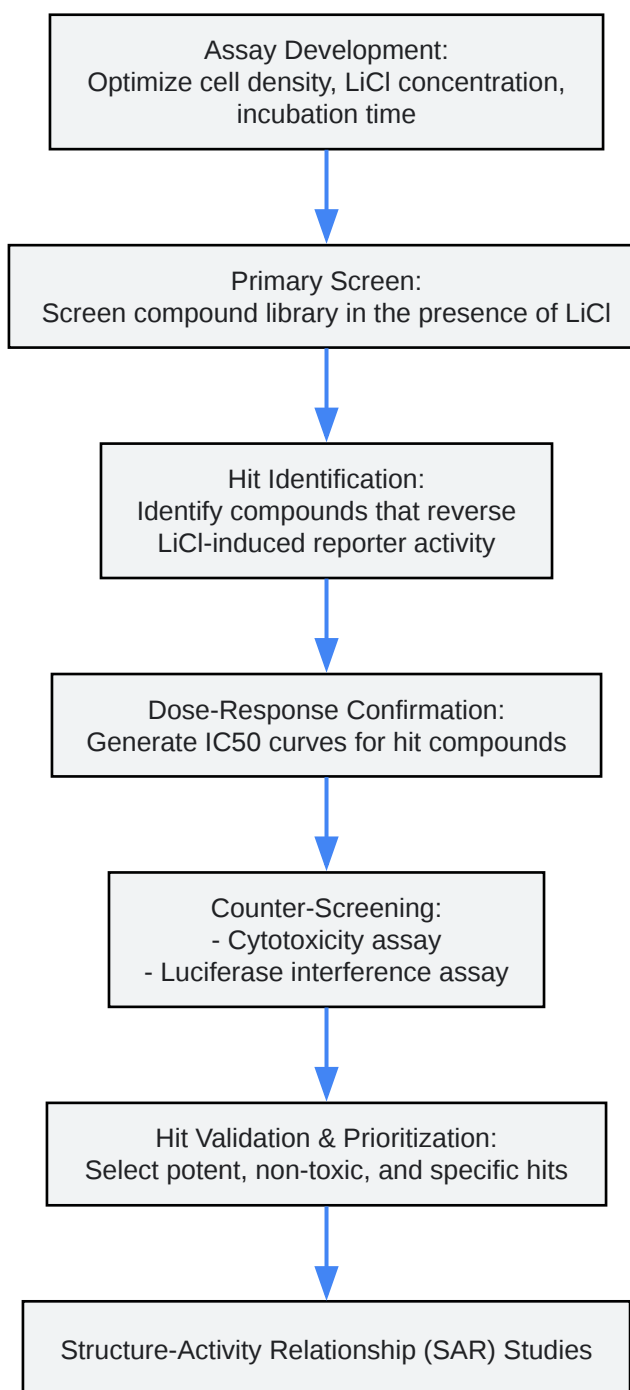 Assay Development:
Optimize cell density, LiCl concentration,
incubation time
Primary Screen:
Screen compound library in the presence of LiCl
Hit Identification:
Identify compounds that reverse
LiCl-induced reporter activity
Dose-Response Confirmation:
Generate IC50 curves for hit compounds
Counter-Screening:
- Cytotoxicity assay
- Luciferase interference assay
Hit Validation & Prioritization:
Select potent, non-toxic, and specific hits
Structure-Activity Relationship (SAR) Studies